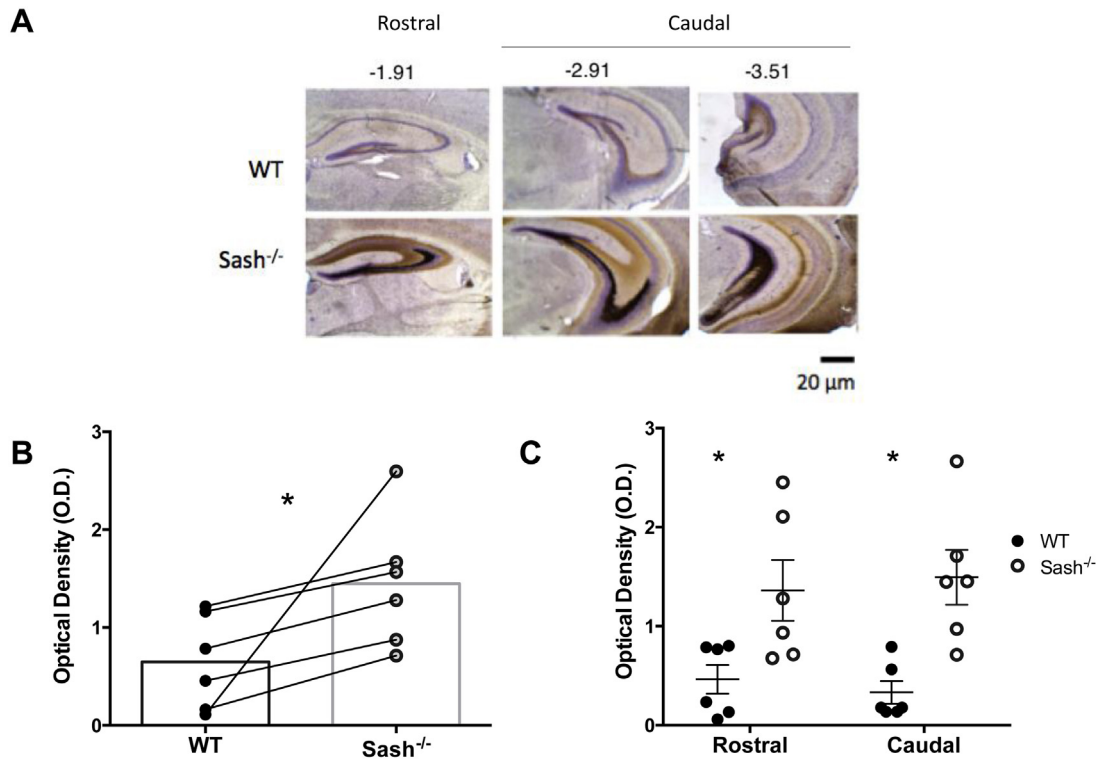 A
Rostral
Caudal
-1.91
-2.91
-3.51
WT
Sash-/-
20 μm
B
Optical Density (O.D.)
3
2
1
0
*
WT
Sash-/-
C
Optical Density (O.D.)
3
2
1
0
*
*
Rostral
Caudal
WT
Sash-/-